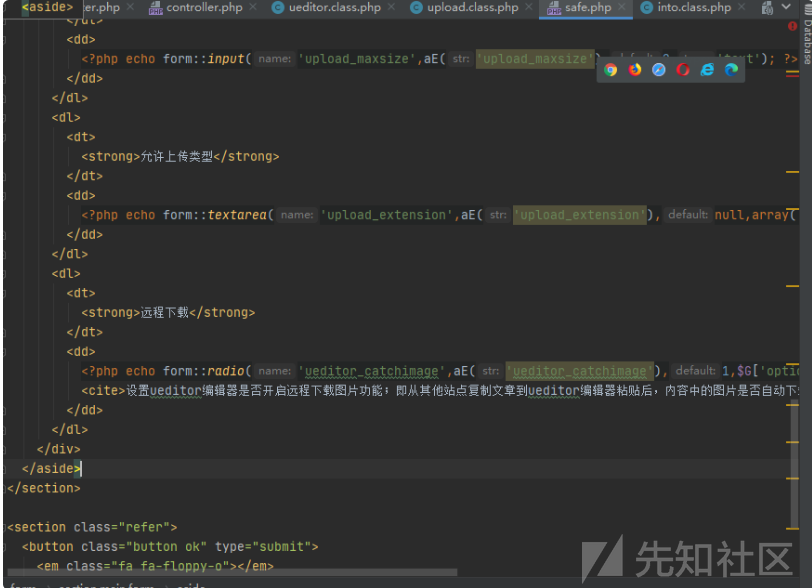 <aside> ter.php × controller.php × ueditor.class.php × upload.class.php × safe.php × into.class.php ×
Database
<dd>
<?php echo form::input( name: 'upload_maxsize',aE( str: 'upload_maxsize'), 'text'); ?>
</dd>
</dl>
<dl>
<dt>
<strong>允许上传类型</strong>
</dt>
<dd>
<?php echo form::textarea( name: 'upload_extension',aE( str: 'upload_extension'), default: null,array(
</dd>
</dl>
<dl>
<dt>
<strong>远程下载</strong>
</dt>
<dd>
<?php echo form::radio( name: 'ueditor_catchimage',aE( str: 'ueditor_catchimage'), default: 1,$G['optio
<cite>设置ueditor编辑器是否开启远程下载图片功能；即从其他站点复制文章到ueditor编辑器粘贴后，内容中的图片是否自动下
</dd>
</dl>
</div>
</aside>
</section>
<section class="refer">
<button class="button ok" type="submit">
<em class="fa fa-floppy-o"></em>
先知社区